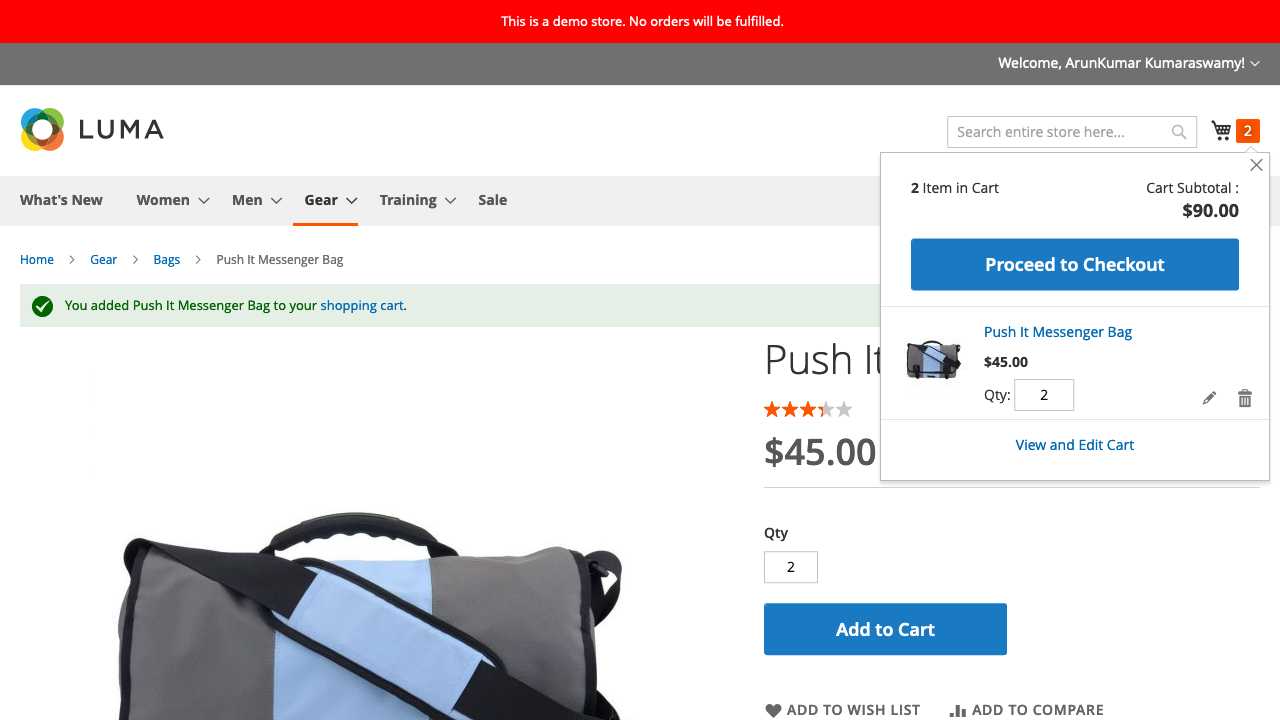 This is a demo store. No orders will be fulfilled.
Welcome, ArunKumar Kumaraswamy!
LUMA
Search entire store here...
2
What's New
Women
Men
Gear
Training
Sale
2 Item in Cart
Cart Subtotal :
$90.00
Proceed to Checkout
Home
Gear
Bags
Push It Messenger Bag
You added Push It Messenger Bag to your shopping cart.
Push It Messenger Bag
$45.00
Qty: 2
View and Edit Cart
Push It
$45.00
Qty
2
Add to Cart
ADD TO WISH LIST
ADD TO COMPARE